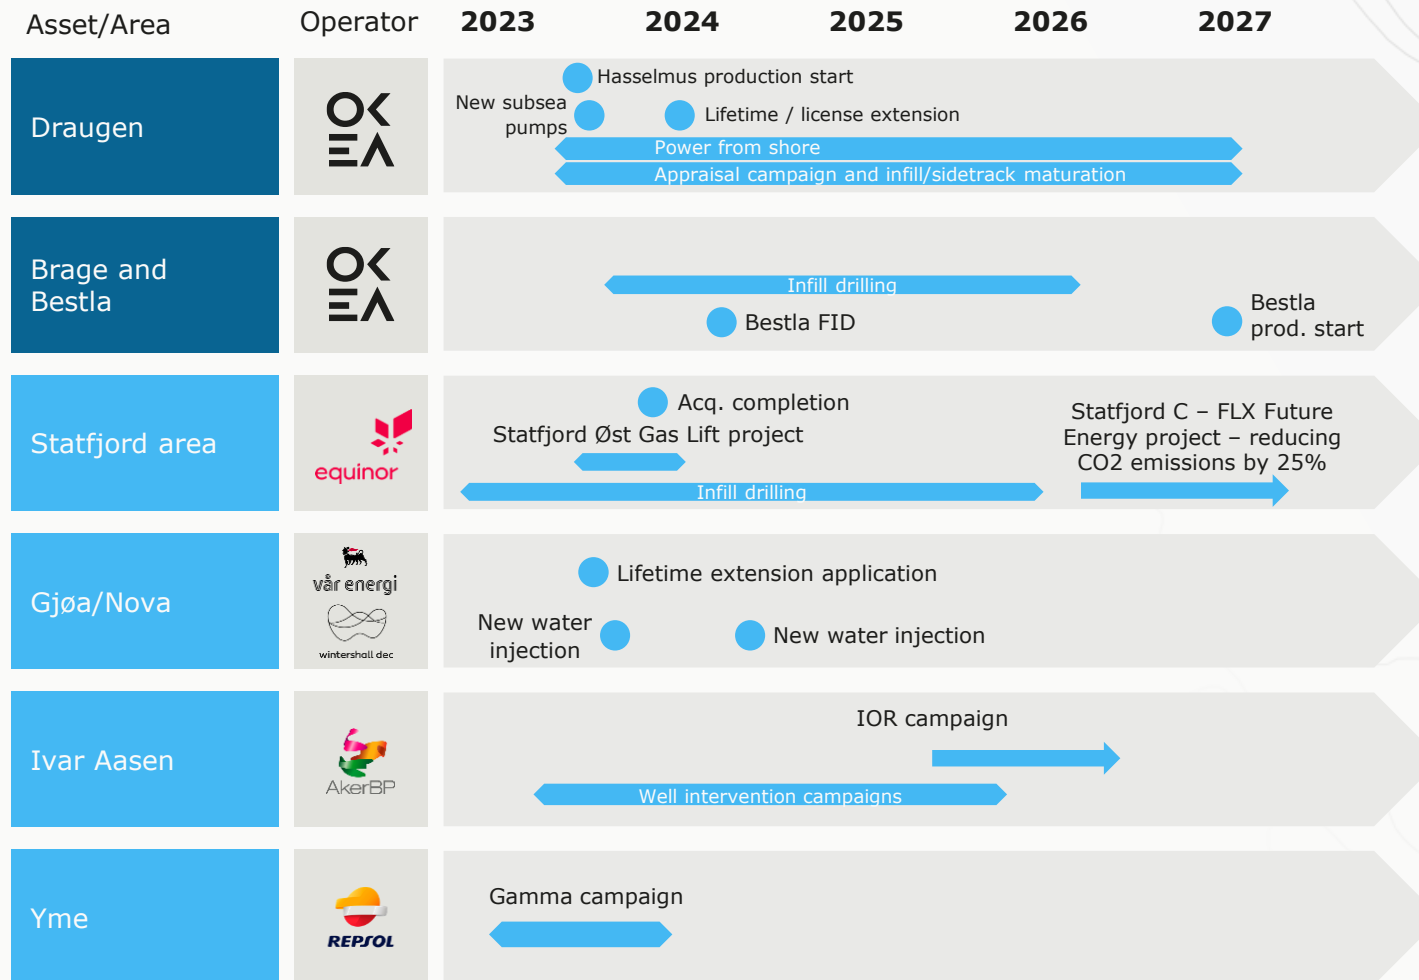 Asset/Area Operator 2023 2024 2025 2026 2027
Draugen
OKEA
Hasselmus production start
New subsea
pumps
Lifetime / license extension
Power from shore
Appraisal campaign and infill/sidetrack maturation
Brage and
Bestla
OKEA
Infill drilling
Bestla FID
Bestla
prod. start
Statfjord area
equinor
Acq. completion
Statfjord Øst Gas Lift project
Infill drilling
Statfjord C – FLX Future
Energy project – reducing
CO2 emissions by 25%
Gjøa/Nova
vår energi
wintershall dea
Lifetime extension application
New water
injection
New water injection
Ivar Aasen
AkerBP
IOR campaign
Well intervention campaigns
Yme
REPSOL
Gamma campaign